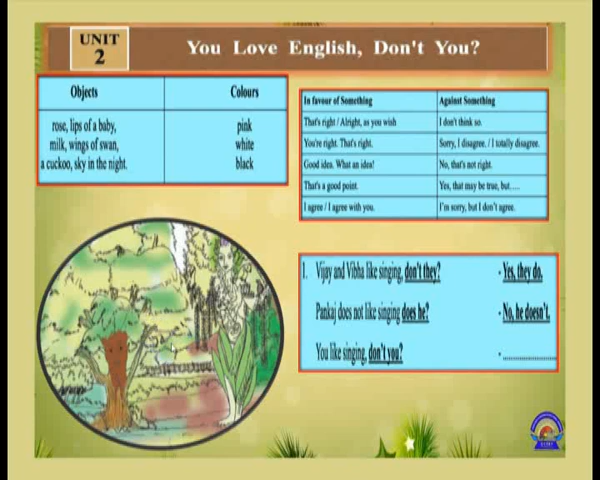 UNIT 2
You Love English, Don't You?
Objects Colours
rose, lips of a baby, pink
milk, wings of swan, white
a cuckoo, sky in the night. black
In favour of Something Against Something
That's right / Alright, as you wish I don't think so.
You're right. That's right. Sorry, I disagree. / I totally disagree.
Good idea. What an idea! No, that's not right.
That's a good point. Yes, that may be true, but.....
I agree / I agree with you. I'm sorry, but I don't agree.
1. Vijay and Vibha like singing, don't they? - Yes, they do.
Pankaj does not like singing does he? - No, he doesn't.
You like singing, don't you? - ..................